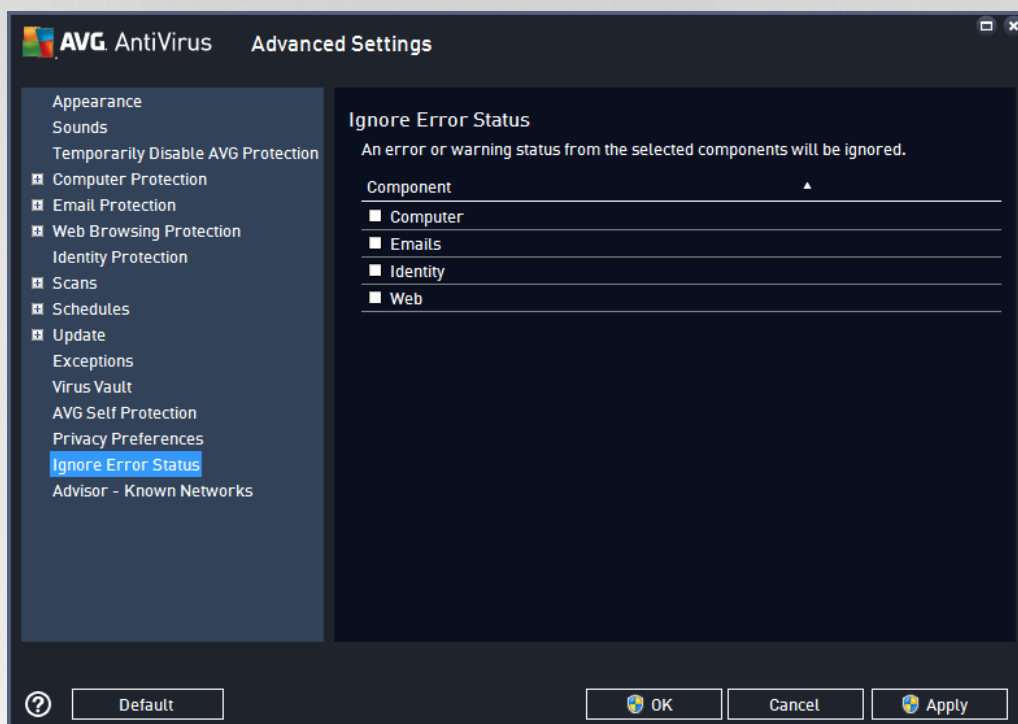 AVG. AntiVirus Advanced Settings
Appearance
Sounds
Temporarily Disable AVG Protection
Computer Protection
Email Protection
Web Browsing Protection
Identity Protection
Scans
Schedules
Update
Exceptions
Virus Vault
AVG Self Protection
Privacy Preferences
Ignore Error Status
Advisor - Known Networks
Ignore Error Status
An error or warning status from the selected components will be ignored.
Component
Computer
Emails
Identity
Web
? Default OK Cancel Apply